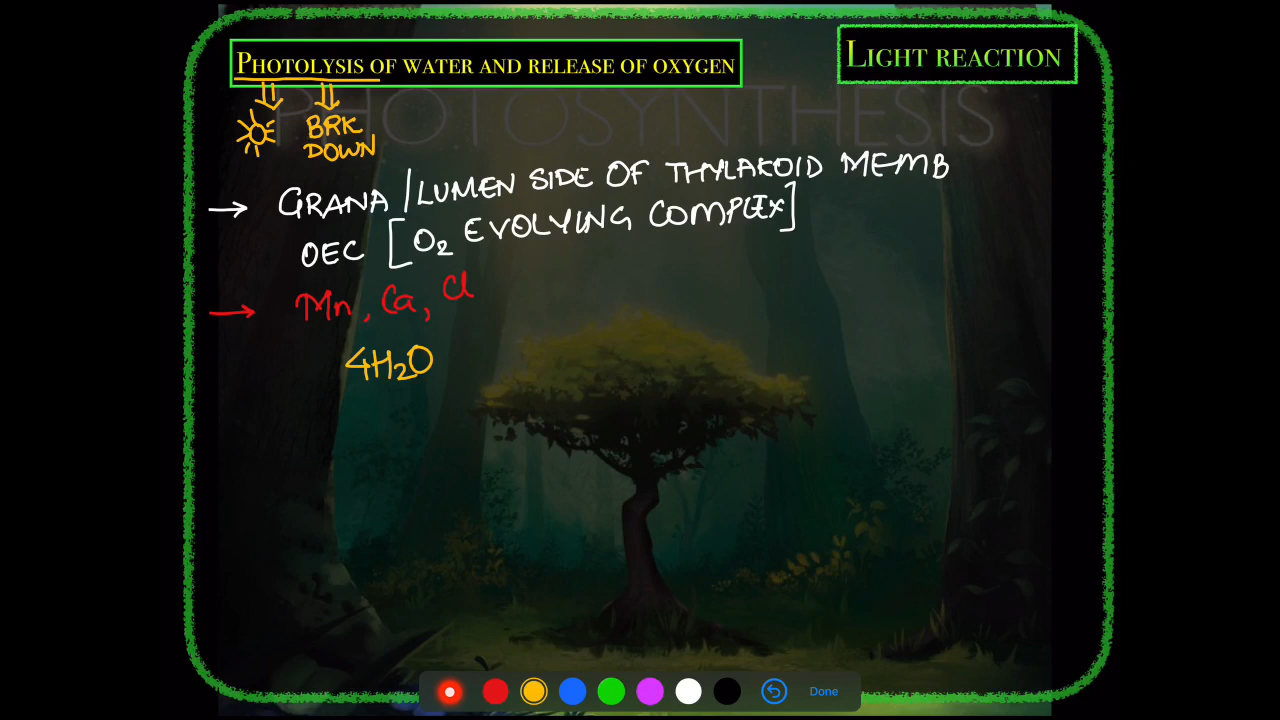 PHOTOLYSIS OF WATER AND RELEASE OF OXYGEN
LIGHT REACTION
PHOTOSYNTHESIS
BRK
DOWN
→ GRANA / LUMEN SIDE OF THYLAKOID MEMB
OEC [O₂ EVOLVING COMPLEX]
→ Mn, Ca, Cl
4H₂O
Done